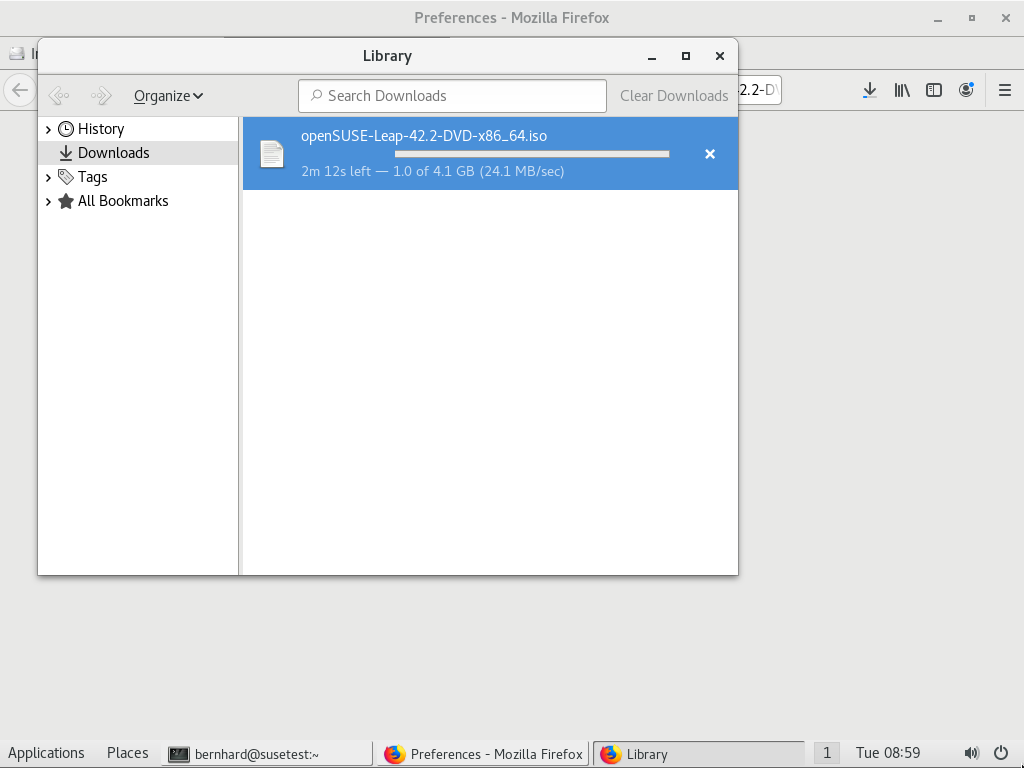 Preferences - Mozilla Firefox
Library
42.2-D
Organize
Search Downloads
Clear Downloads
History
Downloads
Tags
All Bookmarks
openSUSE-Leap-42.2-DVD-x86_64.iso
2m 12s left — 1.0 of 4.1 GB (24.1 MB/sec)
Applications
Places
bernhard@susetest:~
Preferences - Mozilla Firefox
Library
1
Tue 08:59